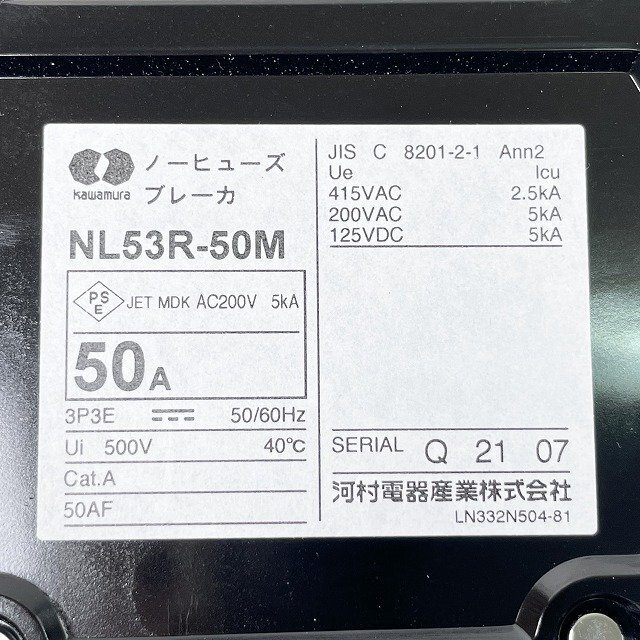 Kawamura
ノーヒューズ
ブレーカ
NL53R-50M
PS
E
JET MDK AC200V 5kA
50A
3P3E 50/60Hz
Ui 500V 40℃
Cat.A
50AF
JIS C 8201-2-1 Ann2
Ue Icu
415VAC 2.5kA
200VAC 5kA
125VDC 5kA
SERIAL Q 21 07
河村電器産業株式会社
LN332N504-81